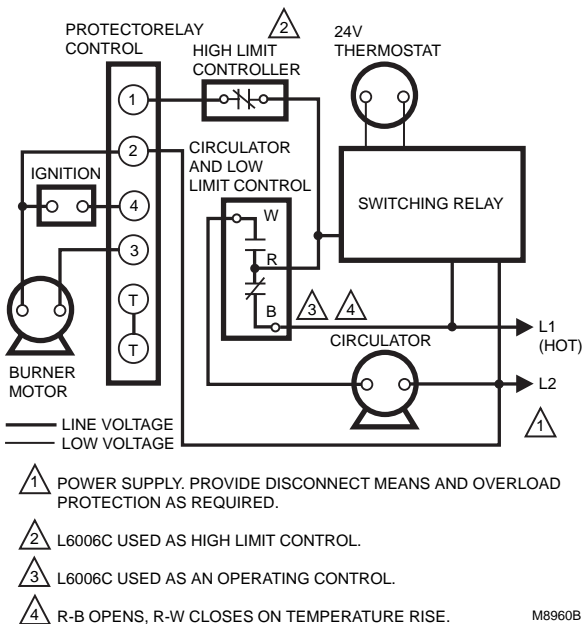 PROTECTORELAY
CONTROL
2
HIGH LIMIT
CONTROLLER
24V
THERMOSTAT
1
2
CIRCULATOR
AND LOW
LIMIT CONTROL
IGNITION
4
W
SWITCHING RELAY
3
R
T
B
3
4
L1
(HOT)
T
CIRCULATOR
BURNER
MOTOR
L2
1
LINE VOLTAGE
LOW VOLTAGE
1 POWER SUPPLY. PROVIDE DISCONNECT MEANS AND OVERLOAD
PROTECTION AS REQUIRED.
2 L6006C USED AS HIGH LIMIT CONTROL.
3 L6006C USED AS AN OPERATING CONTROL.
4 R-B OPENS, R-W CLOSES ON TEMPERATURE RISE.
M8960B